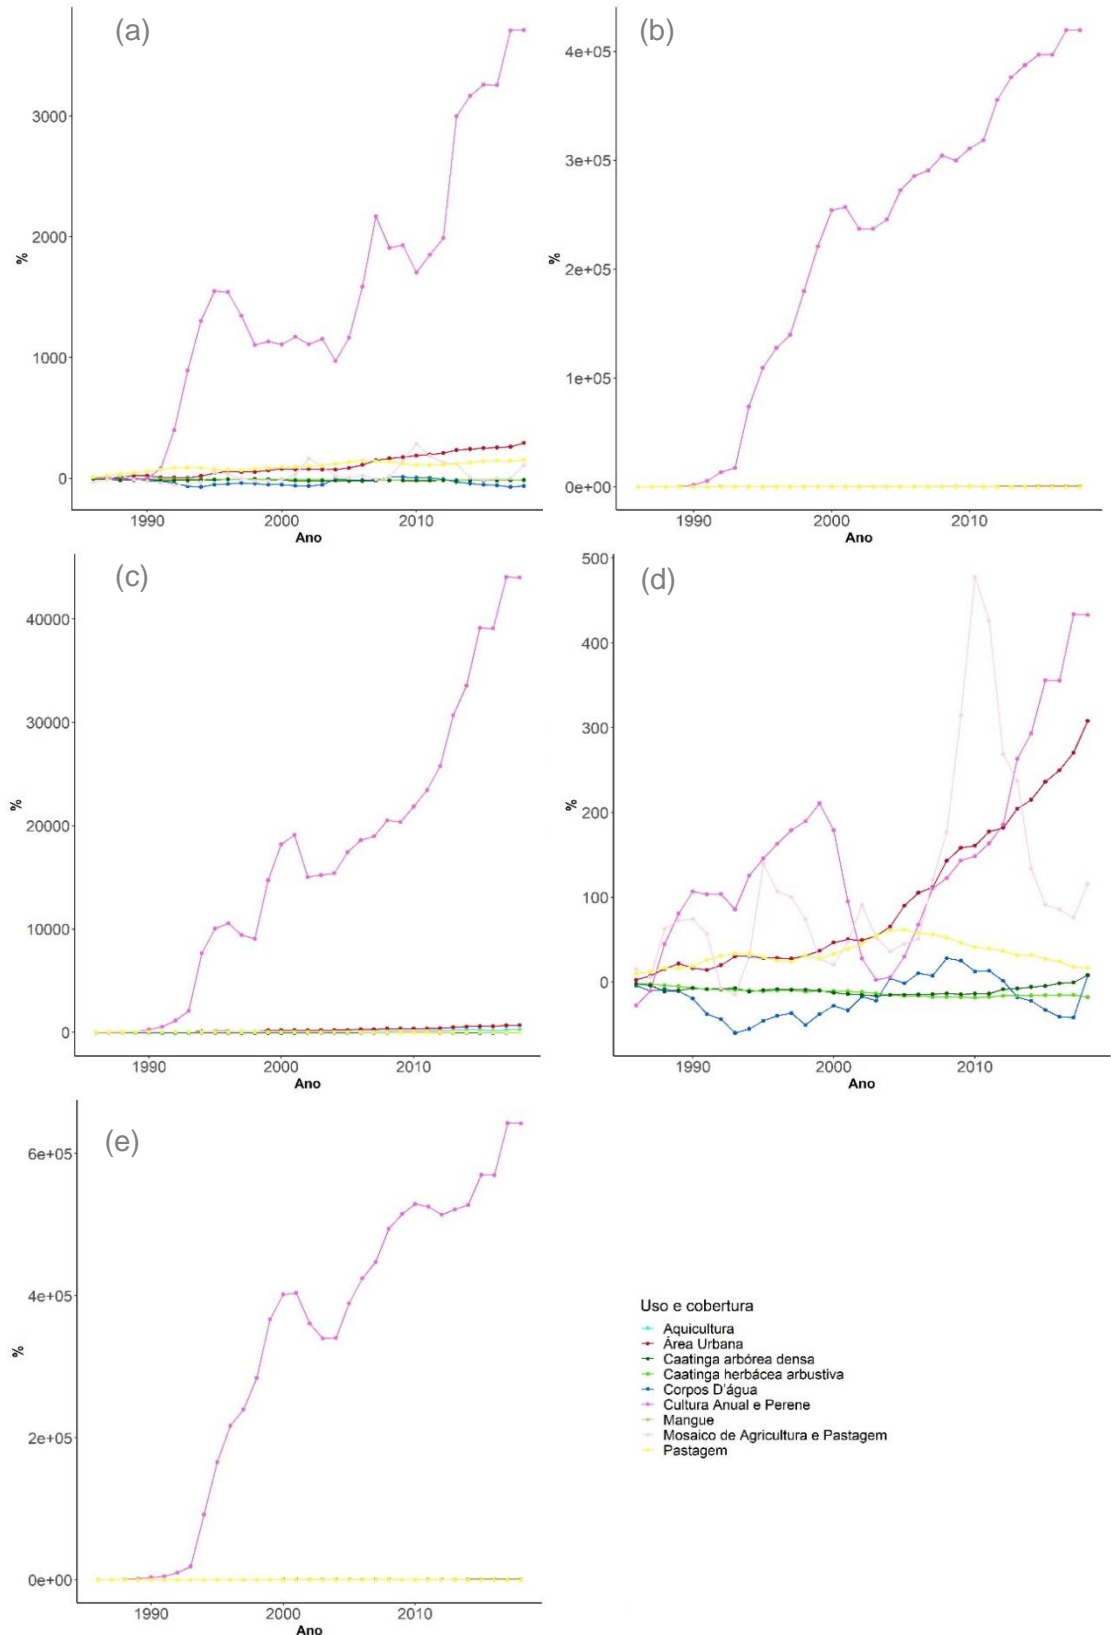 (a)
3000
2000
1000
0
%
1990
2000
2010
Ano
(b)
4e+05
3e+05
2e+05
1e+05
0e+00
%
1990
2000
2010
Ano
(c)
40000
30000
20000
10000
0
%
1990
2000
2010
Ano
(d)
500
400
300
200
100
0
%
1990
2000
2010
Ano
(e)
6e+05
4e+05
2e+05
0e+00
%
1990
2000
2010
Ano
Uso e cobertura
Aquicultura
Área Urbana
Caatinga arbórea densa
Caatinga herbácea arbustiva
Corpos D'água
Cultura Anual e Perene
Mangue
Mosaico de Agricultura e Pastagem
Pastagem